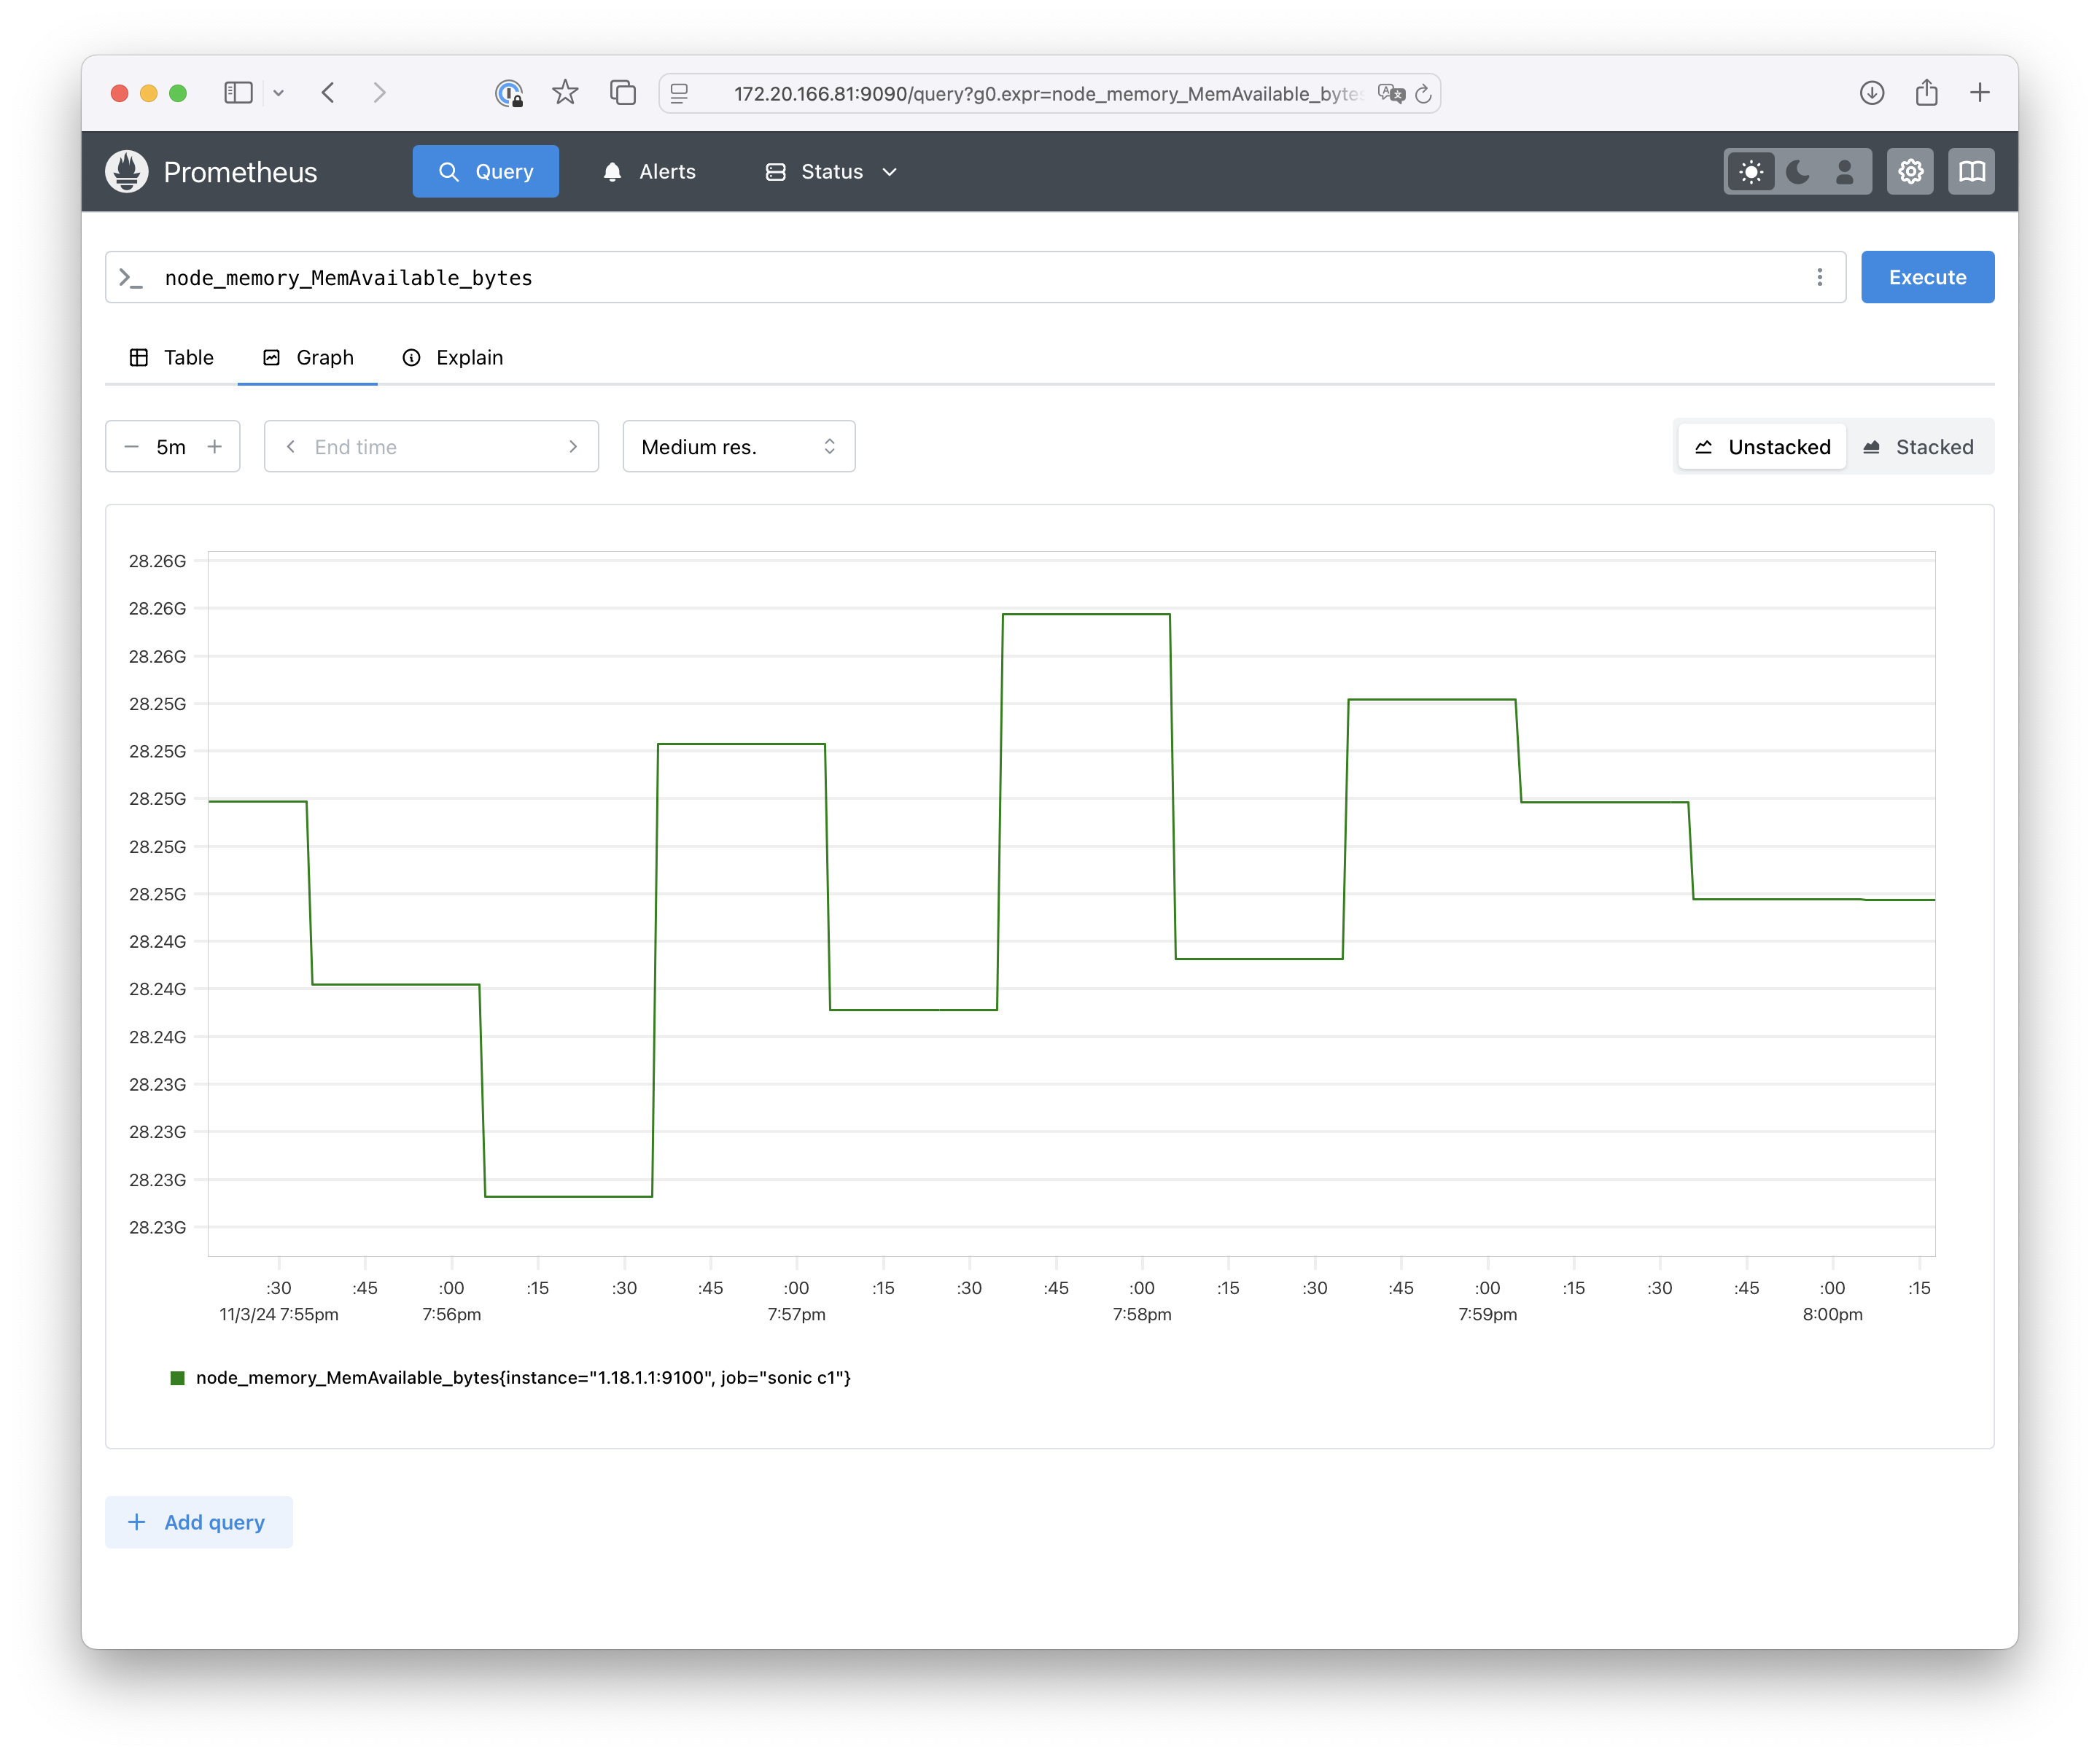 172.20.166.81:9090/query?g0.expr=node_memory_MemAvailable_bytes
Prometheus
Query
Alerts
Status
node_memory_MemAvailable_bytes
Execute
Table
Graph
Explain
5m
End time
Medium res.
Unstacked
Stacked
28.26G
28.26G
28.26G
28.25G
28.25G
28.25G
28.25G
28.25G
28.24G
28.24G
28.24G
28.23G
28.23G
28.23G
28.23G
:30 :45 :00 :15 :30 :45 :00 :15 :30 :45 :00 :15 :30 :45 :00 :15 :30 :45 :00 :15
11/3/24 7:55pm 7:56pm 7:57pm 7:58pm 7:59pm 8:00pm
node_memory_MemAvailable_bytes{instance="1.18.1.1:9100", job="sonic c1"}
Add query